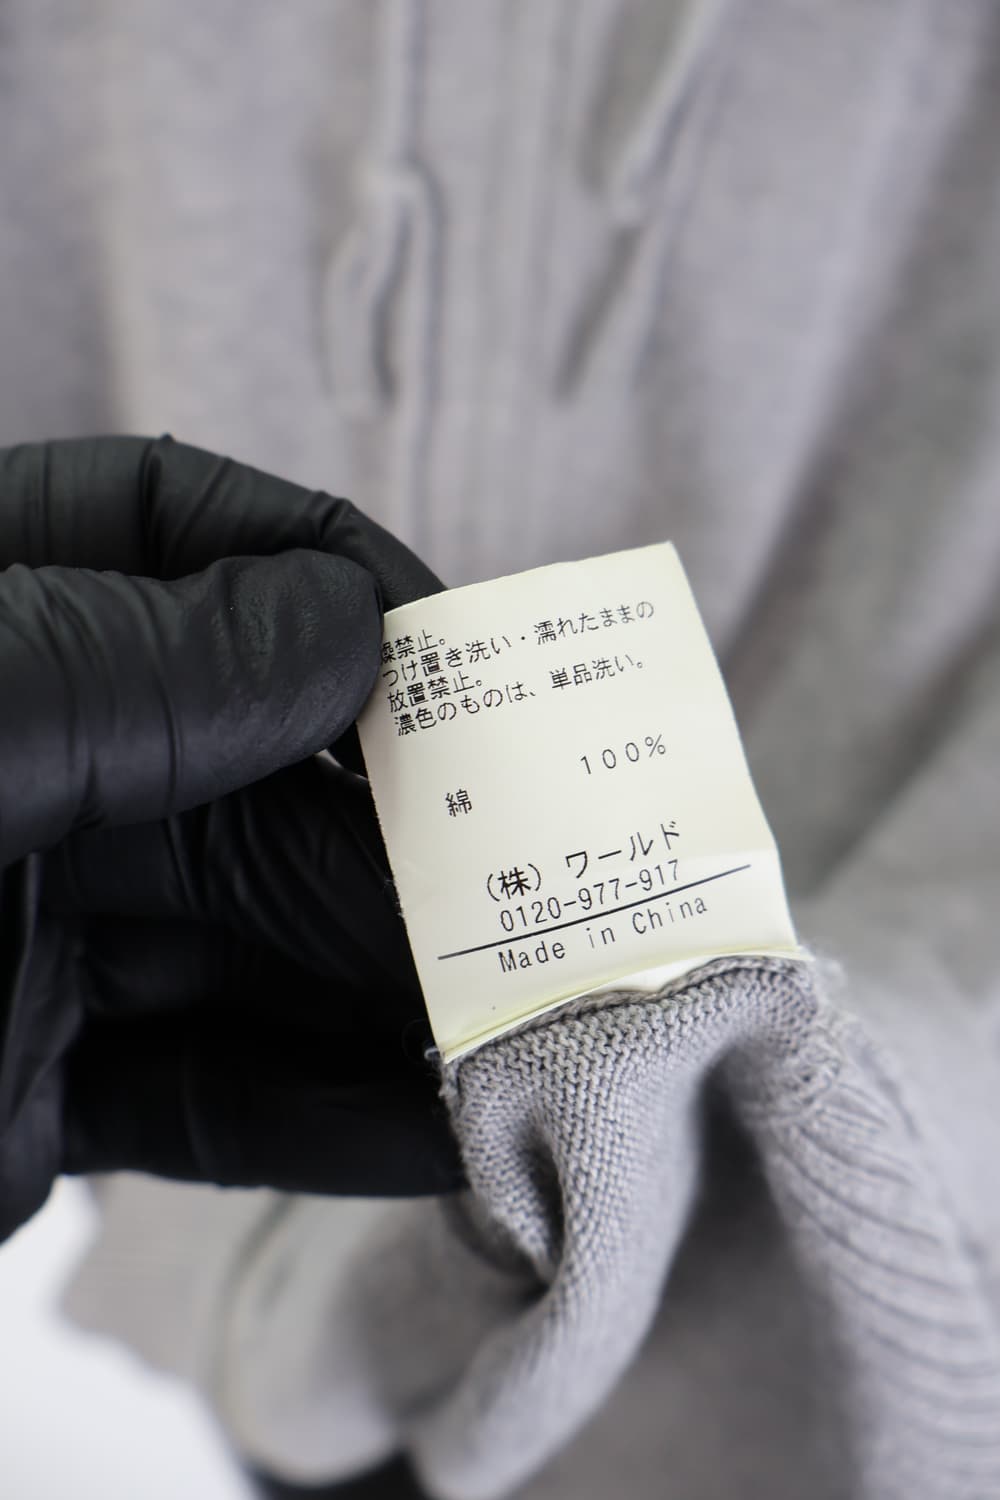 燥禁止。
つけ置き洗い・濡れたままの
放置禁止。
濃色のものは、単品洗い。
綿 100%
(株) ワールド
0120-977-917
Made in China